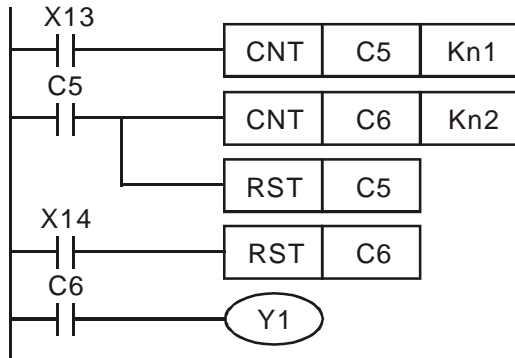 X13
CNT C5 Kn1
C5
CNT C6 Kn2
RST C5
X14
RST C6
C6
Y1